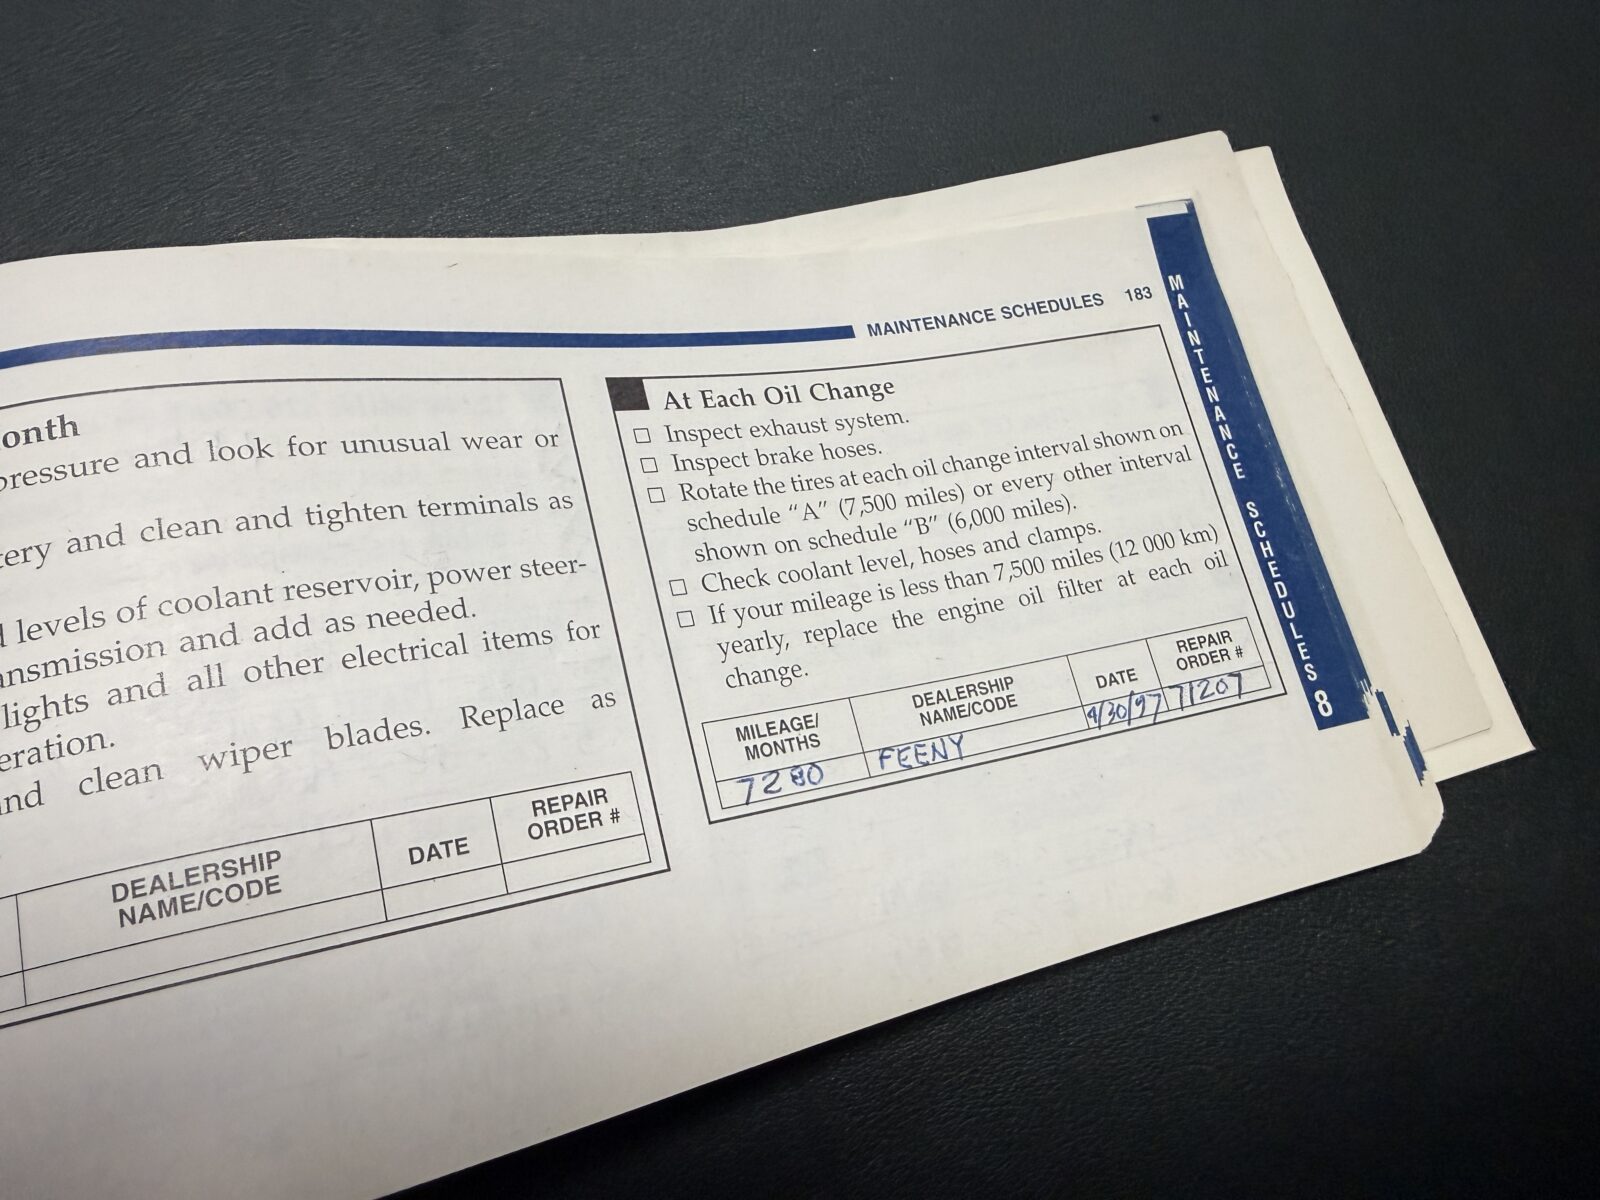 MAINTENANCE SCHEDULES 183
pressure and look for unusual wear or
and clean and tighten terminals as
levels of coolant reservoir, power steer-
and add as needed.
lights and all other electrical items for
clean wiper blades. Replace as
DEALERSHIP
NAME/CODE
DATE
REPAIR
ORDER #
At Each Oil Change
□ Inspect exhaust system.
□ Inspect brake hoses.
□ Rotate the tires at each oil change interval shown on
schedule “A” (7,500 miles) or every other interval
shown on schedule “B” (6,000 miles).
□ Check coolant level, hoses and clamps.
□ If your mileage is less than 7,500 miles (12 000 km)
yearly, replace the engine oil filter at each oil
change.
MILEAGE/
MONTHS
DEALERSHIP
NAME/CODE
DATE
REPAIR
ORDER #
7280 FEENY 4/30/97 71207
MAINTENANCE SCHEDULES 8